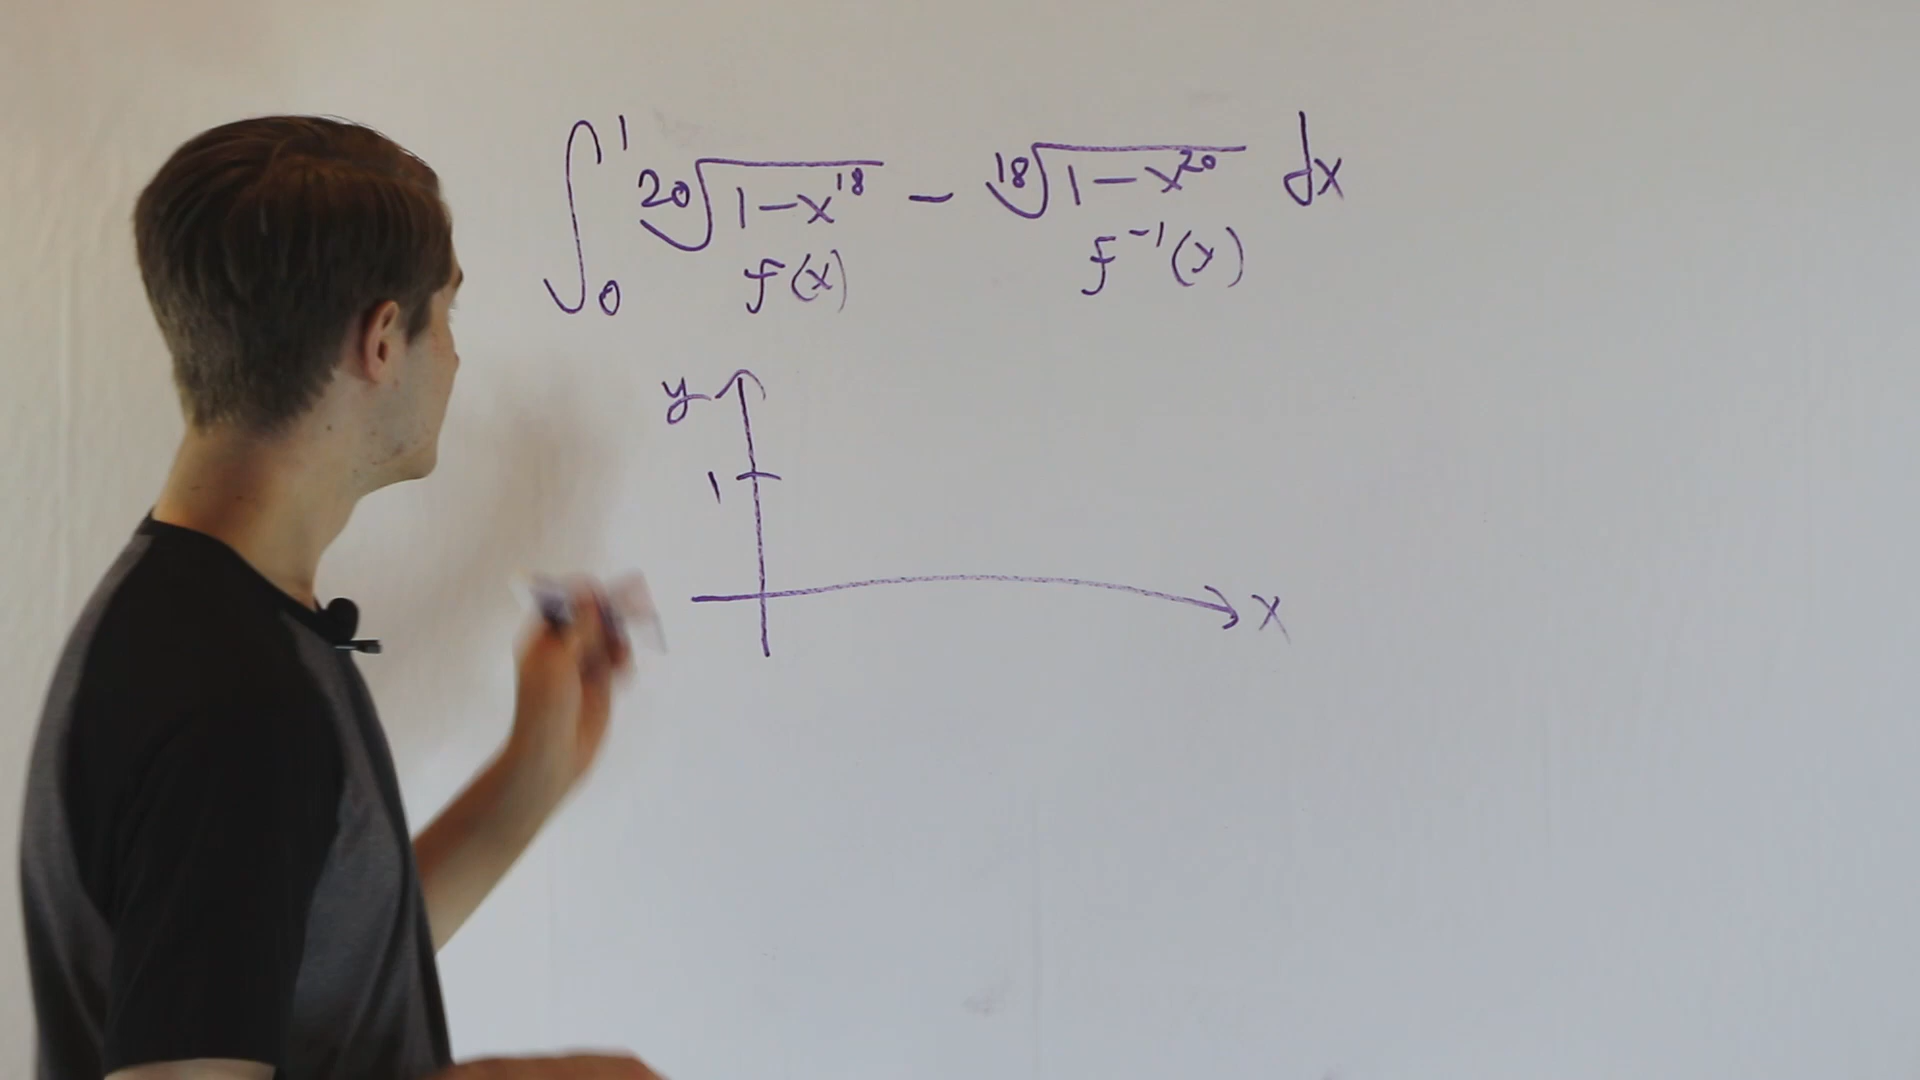 ∫₀¹ ²⁰√(1-x¹⁸) - ¹⁸√(1-x²⁰) dx
f(x) f⁻¹(x)
y
1
x